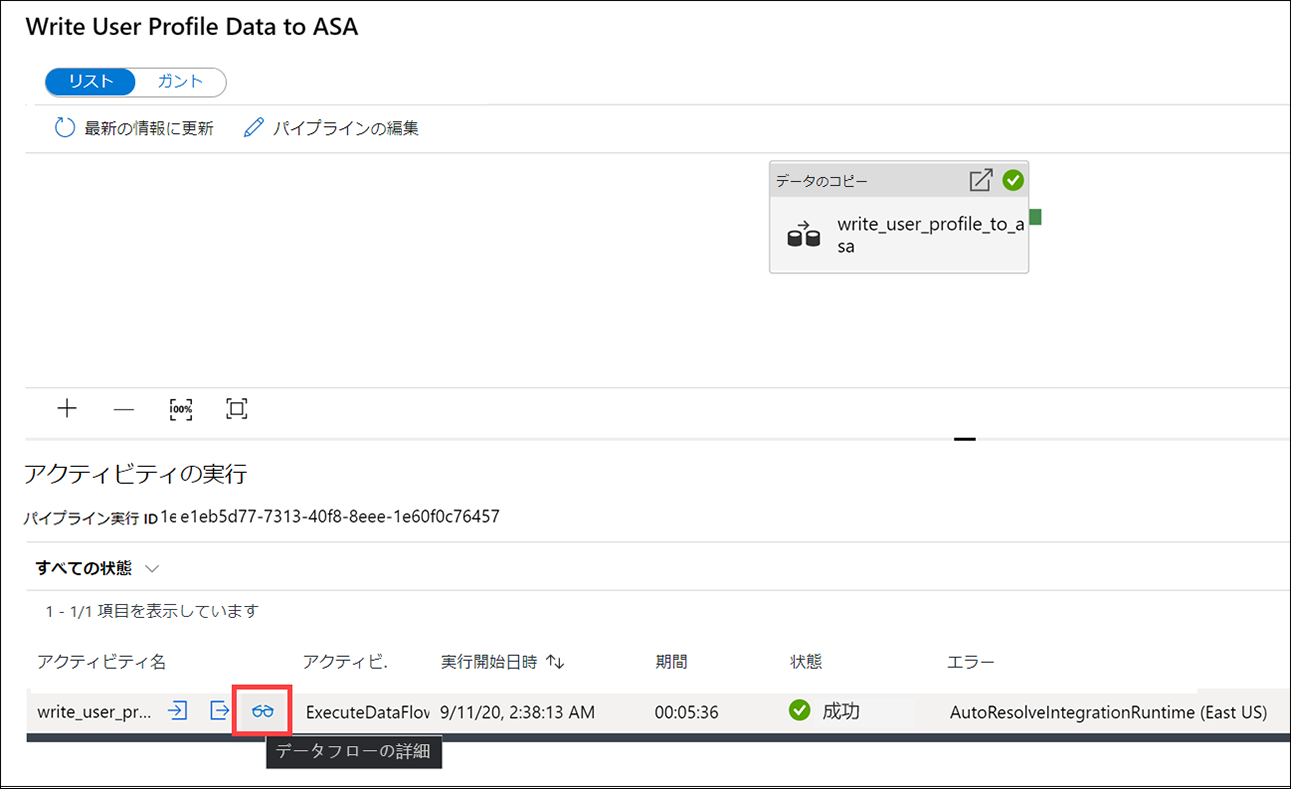 Write User Profile Data to ASA
リスト ガント
最新の情報に更新 パイプラインの編集
データのコピー
write_user_profile_to_a
sa
100%
アクティビティの実行
パイプライン実行 ID 1e e1eb5d77-7313-40f8-8eee-1e60f0c76457
すべての状態
1 - 1/1 項目を表示しています
アクティビティ名 アクティビ. 実行開始日時 期間 状態 エラー
write_user_pr... ExecuteDataFlow 9/11/20, 2:38:13 AM 00:05:36 成功 AutoResolveIntegrationRuntime (East US)
データフローの詳細